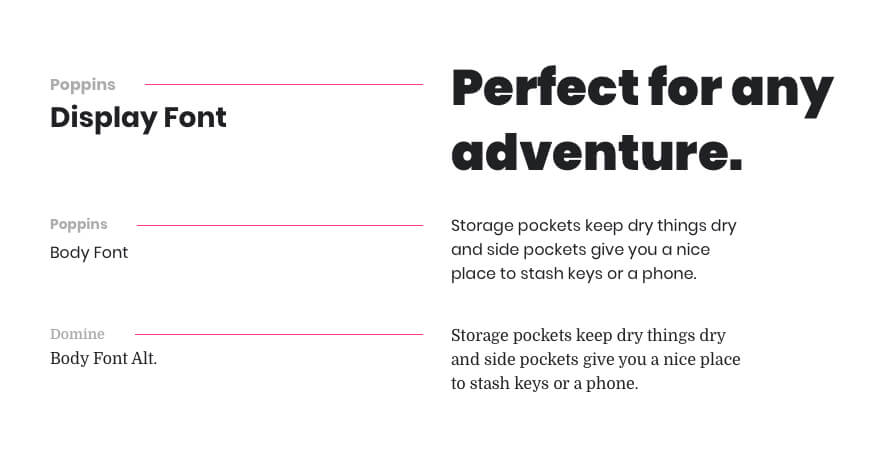 Poppins
Display Font
Perfect for any
adventure.
Poppins
Body Font
Storage pockets keep dry things dry
and side pockets give you a nice
place to stash keys or a phone.
Domine
Body Font Alt.
Storage pockets keep dry things dry
and side pockets give you a nice place
to stash keys or a phone.